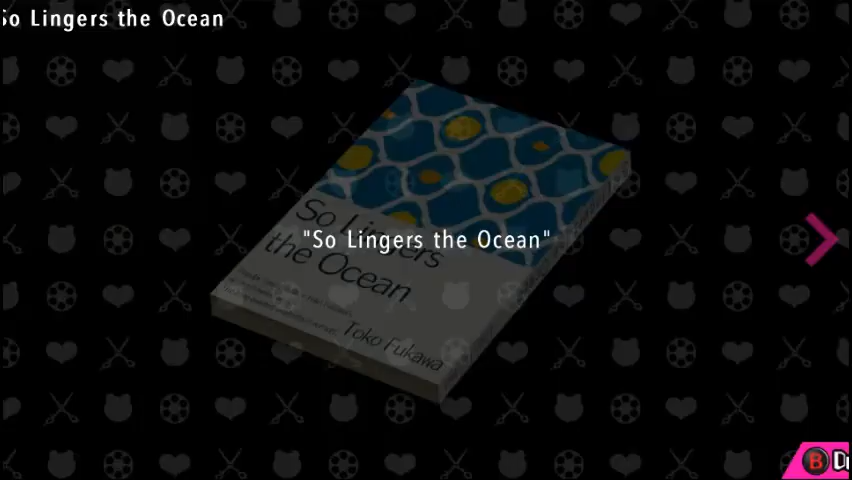 So Lingers the Ocean
"So Lingers the Ocean"
So Lingers
the Ocean
Toko Fukawa
B